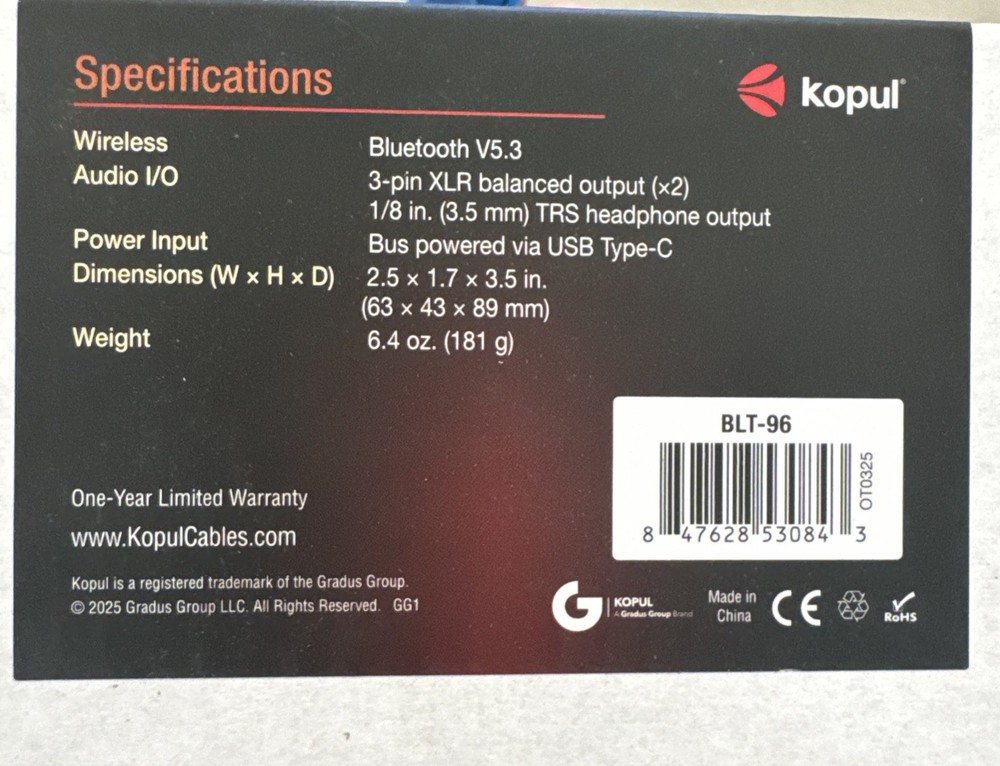 Specifications
kopul®
Wireless Bluetooth V5.3
Audio I/O 3-pin XLR balanced output (×2)
1/8 in. (3.5 mm) TRS headphone output
Power Input Bus powered via USB Type-C
Dimensions (W × H × D) 2.5 × 1.7 × 3.5 in.
(63 × 43 × 89 mm)
Weight 6.4 oz. (181 g)
BLT-96
OT0325
8 47628 53084 3
One-Year Limited Warranty
www.KopulCables.com
Kopul is a registered trademark of the Gradus Group.
© 2025 Gradus Group LLC. All Rights Reserved. GG1
G KOPUL
A Gradus Group Brand
Made in
China
CE
RoHS